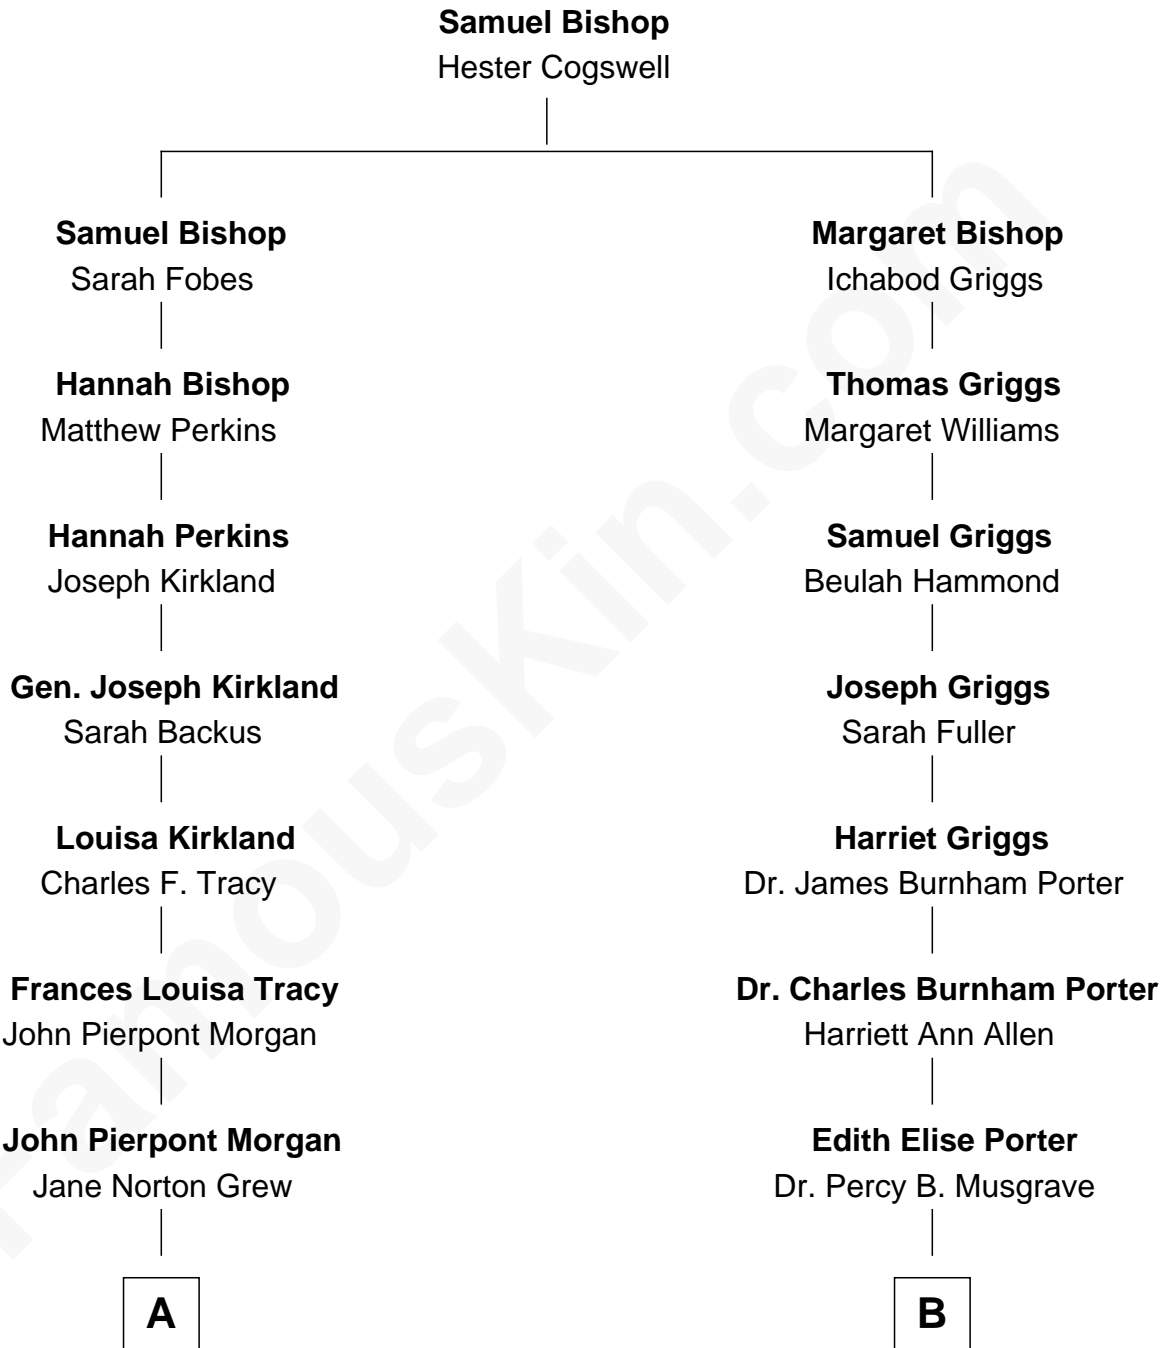 Samuel Bishop
Hester Cogswell
Samuel Bishop
Sarah Fobes
Hannah Bishop
Matthew Perkins
Hannah Perkins
Joseph Kirkland
Gen. Joseph Kirkland
Sarah Backus
Louisa Kirkland
Charles F. Tracy
Frances Louisa Tracy
John Pierpont Morgan
John Pierpont Morgan
Jane Norton Grew
A
Margaret Bishop
Ichabod Griggs
Thomas Griggs
Margaret Williams
Samuel Griggs
Beulah Hammond
Joseph Griggs
Sarah Fuller
Harriet Griggs
Dr. James Burnham Porter
Dr. Charles Burnham Porter
Harriett Ann Allen
Edith Elise Porter
Dr. Percy B. Musgrave
B
FamousKin.com